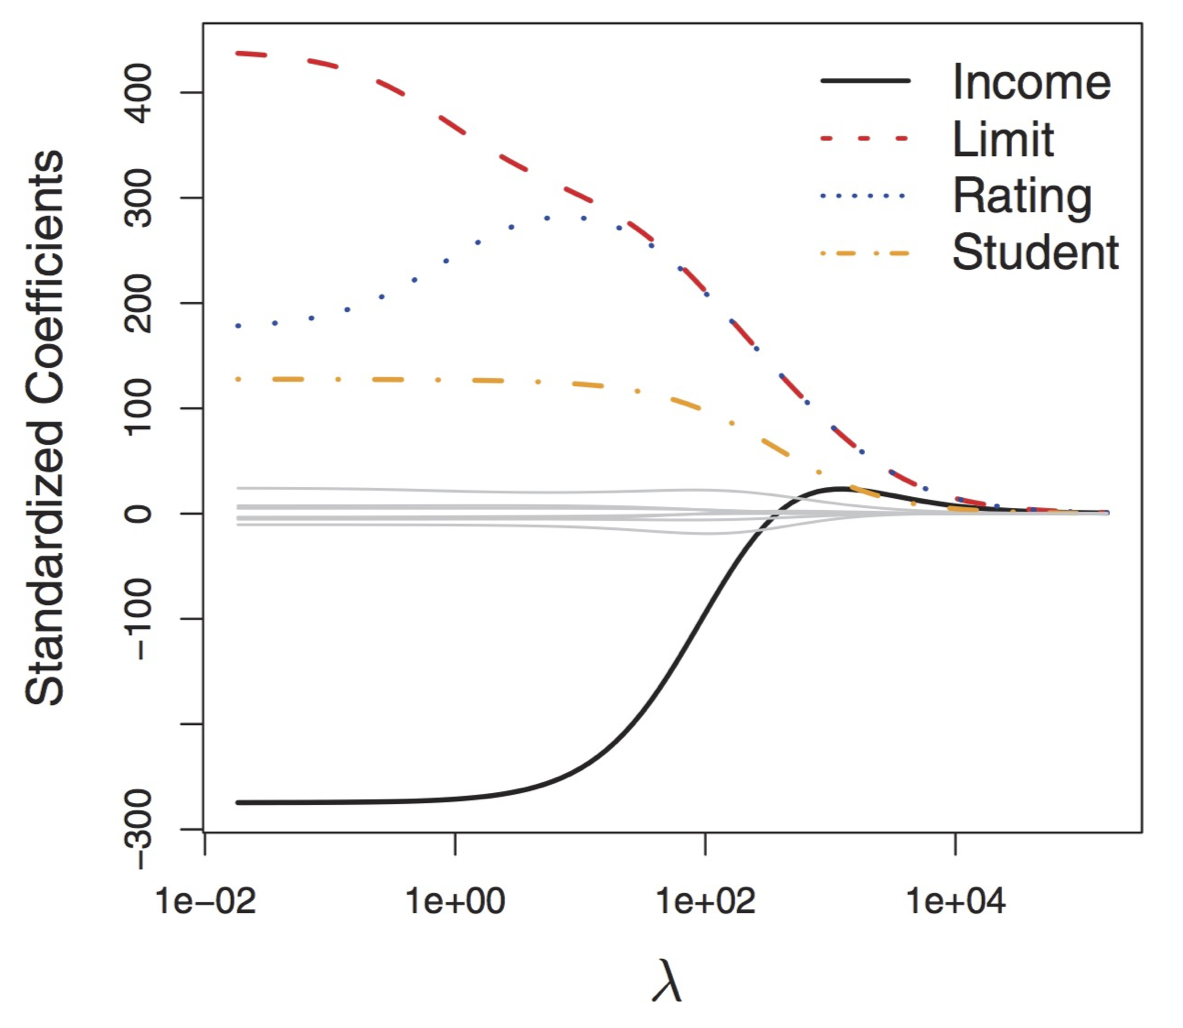 Standardized Coefficients
400
300
200
100
0
−100
−300
Income
Limit
Rating
Student
1e−02 1e+00 1e+02 1e+04
λ